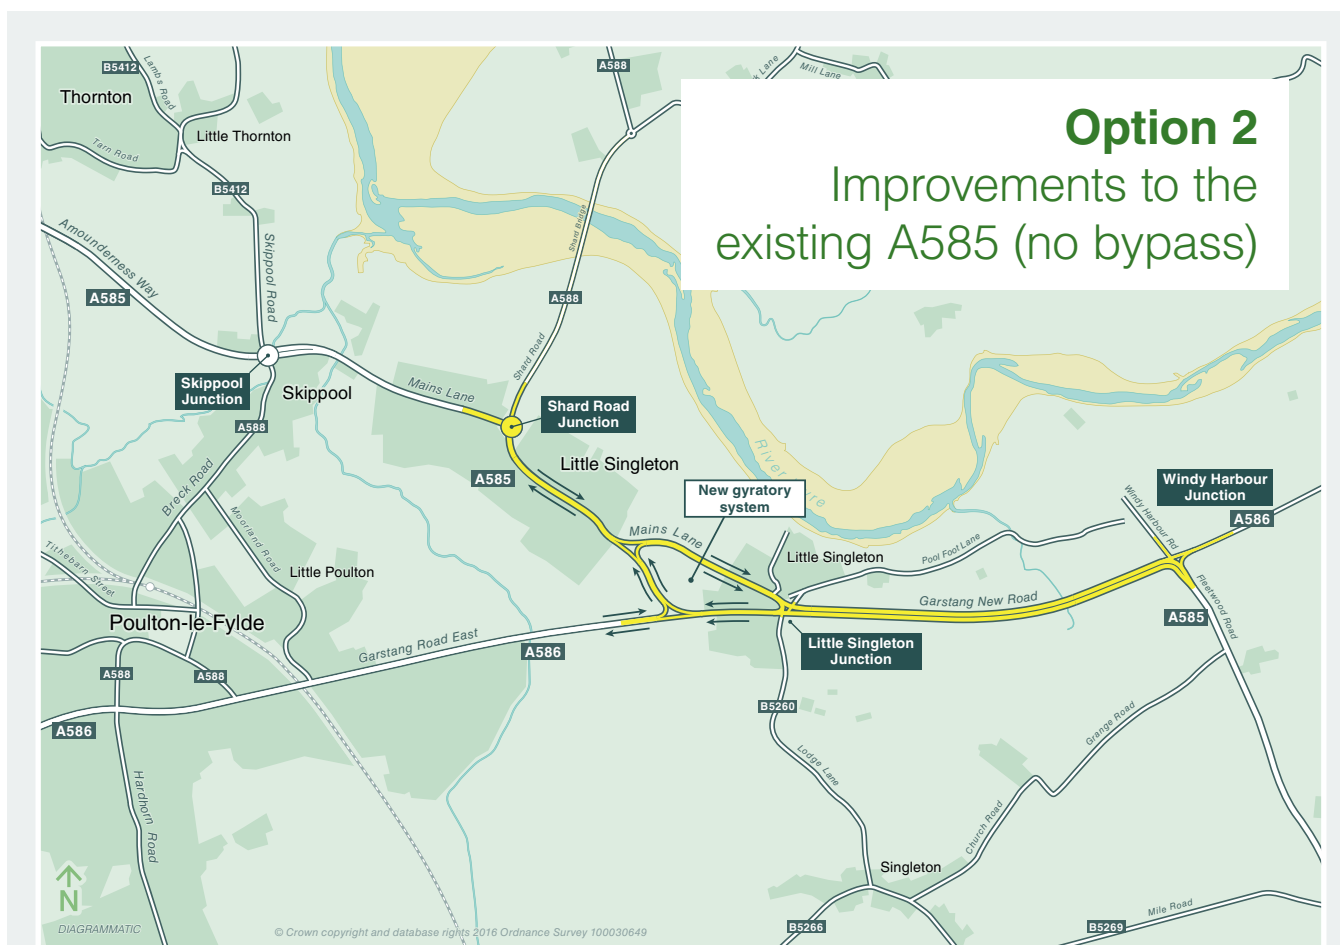 Option 2
Improvements to the
existing A585 (no bypass)
B5412
Lambs Road
A588
Lane
Mill Lane
Thornton
Little Thornton
Tarn Road
B5412
Amounderness Way
Skippool Road
Shard Bridge
A585
A588
Shard Road
Skippool
Junction
Skippool
Mains Lane
Shard Road
Junction
A588
Little Singleton
A585
River Wyre
Breck Road
New gyratory
system
Windy Harbour
Junction
A586
Windy Harbour Rd
Moorland Road
Mains Lane
Little Singleton
Pool Foot Lane
Tithebarn Street
Little Poulton
Garstang New Road
Fleetwood Road
A585
Poulton-le-Fylde
Garstang Road East
A586
Little Singleton
Junction
A588
A588
B5260
A586
Grange Road
Lodge Lane
Hardhorn Road
Church Road
Singleton
N
DIAGRAMMATIC
© Crown copyright and database rights 2016 Ordnance Survey 100030649
B5266
B5269
Mile Road